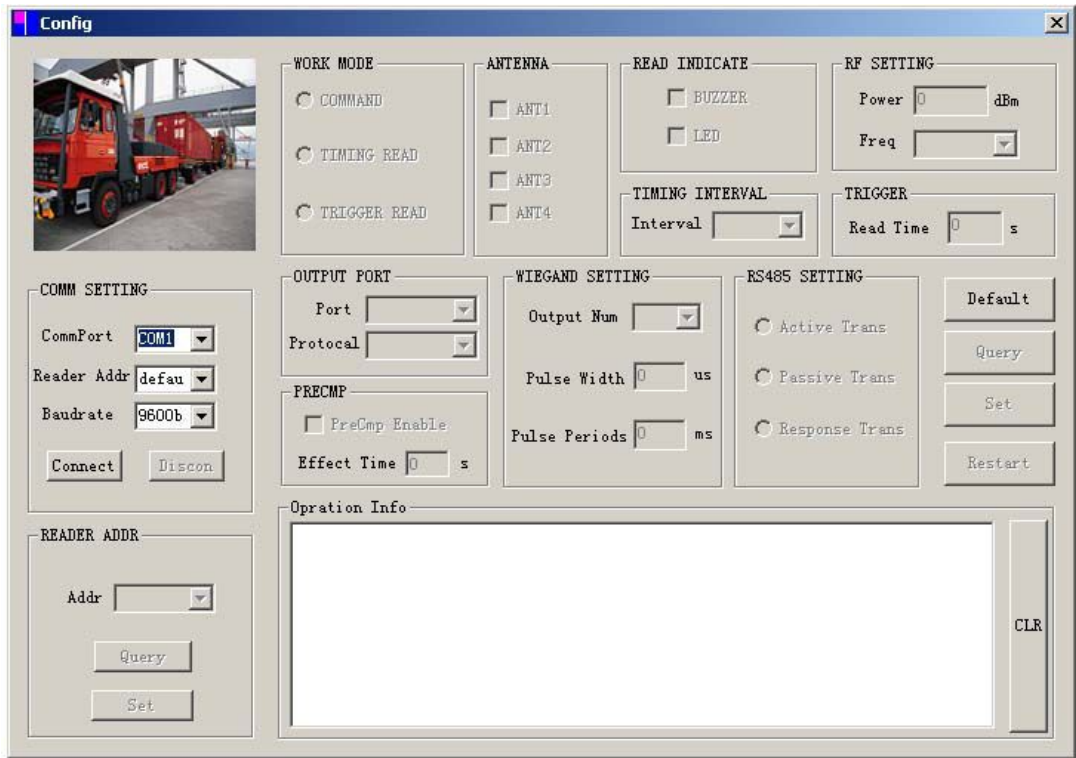 Config
WORK MODE
COMMAND
TIMING READ
TRIGGER READ
ANTENNA
ANT1
ANT2
ANT3
ANT4
READ INDICATE
BUZZER
LED
RF SETTING
Power 0 dBm
Freq
TIMING INTERVAL
Interval
TRIGGER
Read Time 0 s
COMM SETTING
CommPort COM1
Reader Addr defau
Baudrate 9600b
Connect Discon
OUTPUT PORT
Port
Protocal
PRECMP
PreCmp Enable
Effect Time 0 s
WIEGAND SETTING
Output Num
Pulse Width 0 us
Pulse Periods 0 ms
RS485 SETTING
Active Trans
Passive Trans
Response Trans
Default
Query
Set
Restart
READER ADDR
Addr
Query
Set
Opration Info
CLR